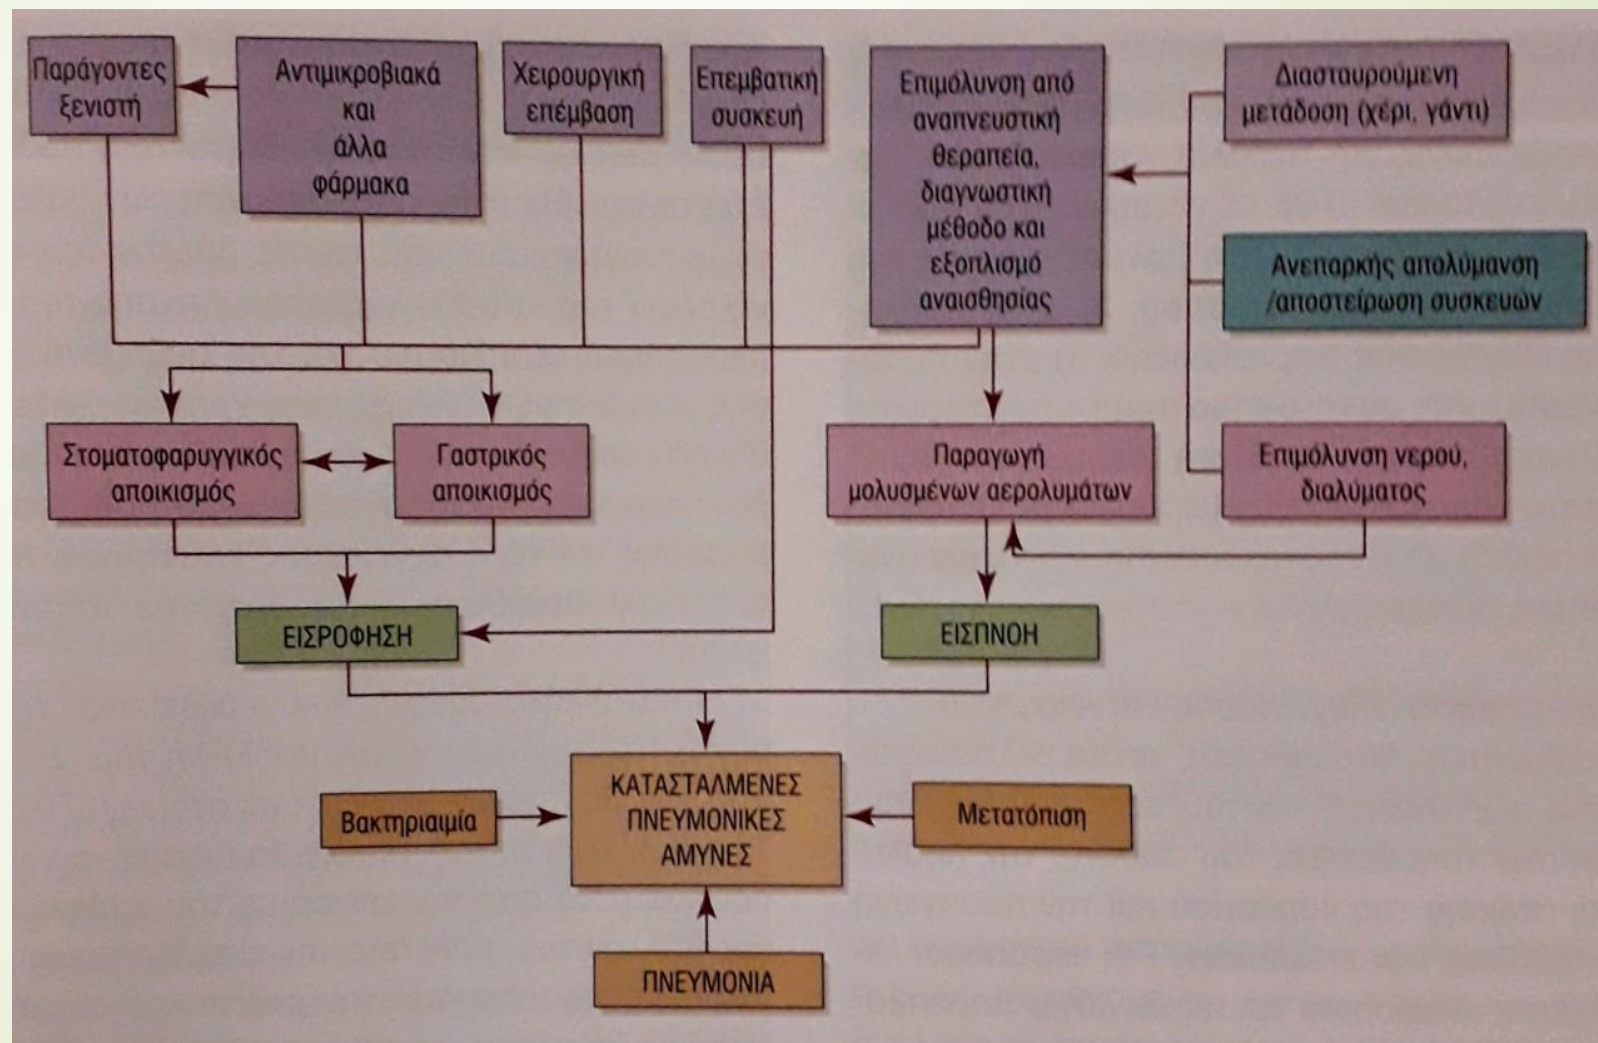 Παράγοντες
ξενιστή
Αντιμικροβιακά
και
άλλα
φάρμακα
Χειρουργική
επέμβαση
Επεμβατική
συσκευή
Επιμόλυνση από
αναπνευστική
θεραπεία,
διαγνωστική
μέθοδο και
εξοπλισμό
αναισθησίας
Διασταυρούμενη
μετάδοση (χέρι, γάντι)
Ανεπαρκής απολύμανση
/αποστείρωση συσκευών
Στοματοφαρυγγικός
αποικισμός
Γαστρικός
αποικισμός
Παραγωγή
μολυσμένων αερολυμάτων
Επιμόλυνση νερού,
διαλύματος
ΕΙΣΡΟΦΗΣΗ
ΕΙΣΠΝΟΗ
ΚΑΤΑΣΤΑΛΜΕΝΕΣ
ΠΝΕΥΜΟΝΙΚΕΣ
ΑΜΥΝΕΣ
Βακτηριαιμία
Μετατόπιση
ΠΝΕΥΜΟΝΙΑ